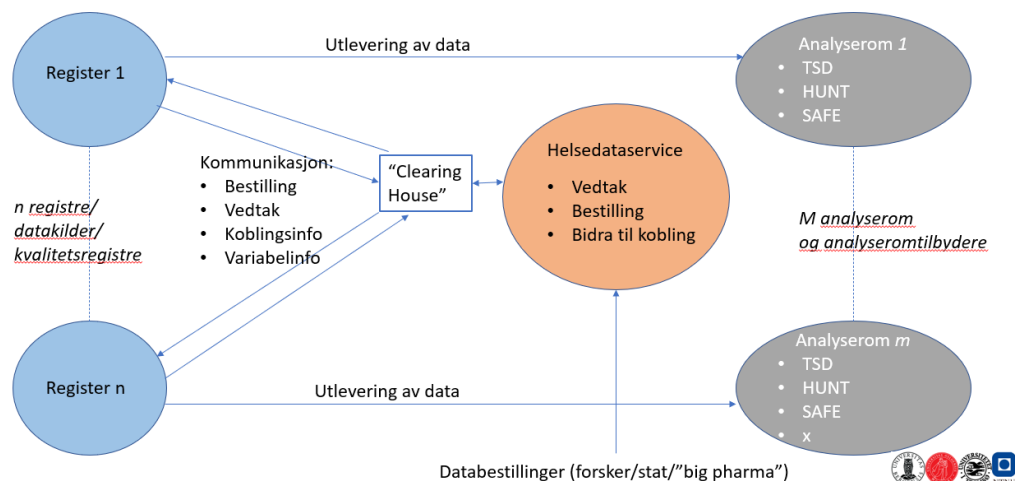 Register 1
Utlevering av data
Analyserom 1
• TSD
• HUNT
• SAFE
Kommunikasjon:
• Bestilling
• Vedtak
• Koblingsinfo
• Variabelinfo
“Clearing
House”
Helsedataservice
• Vedtak
• Bestilling
• Bidra til kobling
n registre/
datakilder/
kvalitetsregistre
M analyserom
og analyseromtilbydere
Register n
Utlevering av data
Analyserom m
• TSD
• HUNT
• SAFE
• x
Databestillinger (forsker/stat/”big pharma”)